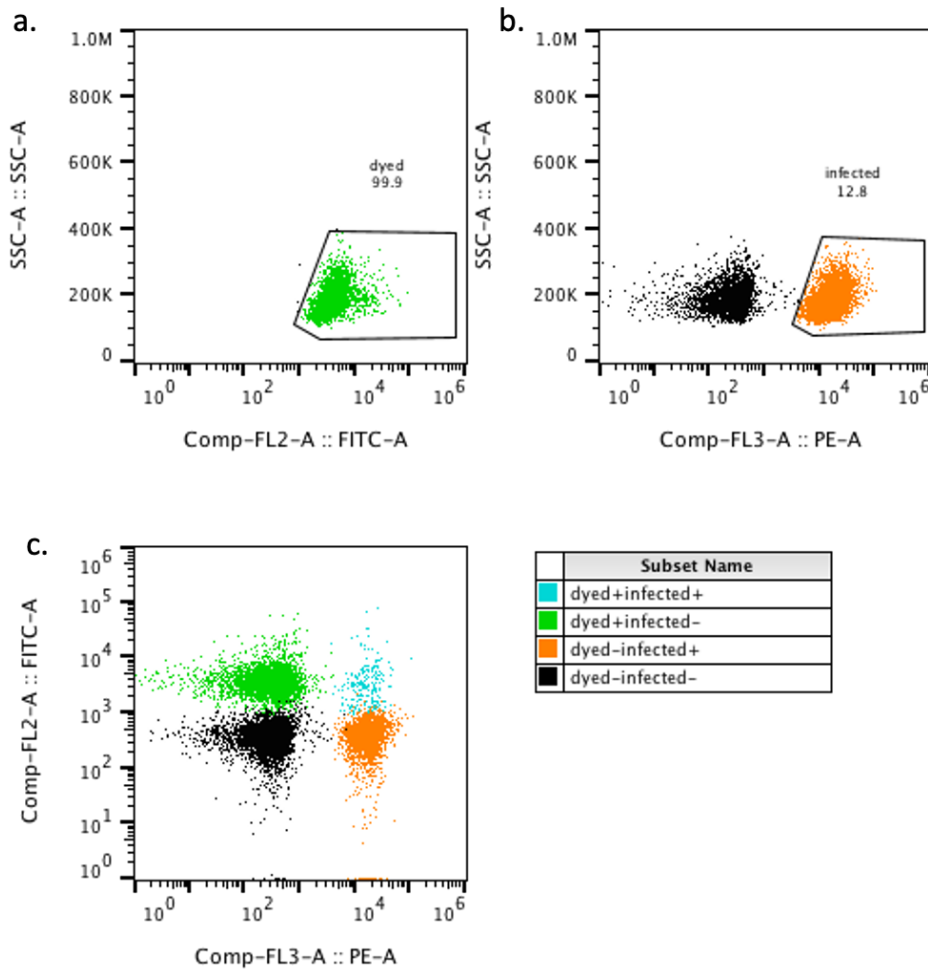 a.
1.0M
800K
600K
400K
200K
0
SSC-A :: SSC-A
dyed
99.9
10^0
10^2
10^4
10^6
Comp-FL2-A :: FITC-A
b.
1.0M
800K
600K
400K
200K
0
SSC-A :: SSC-A
infected
12.8
10^0
10^2
10^4
10^6
Comp-FL3-A :: PE-A
c.
10^6
10^5
10^4
10^3
10^2
10^1
10^0
Comp-FL2-A :: FITC-A
10^0
10^2
10^4
10^6
Comp-FL3-A :: PE-A
Subset Name
dyed+infected+
dyed+infected-
dyed-infected+
dyed-infected-